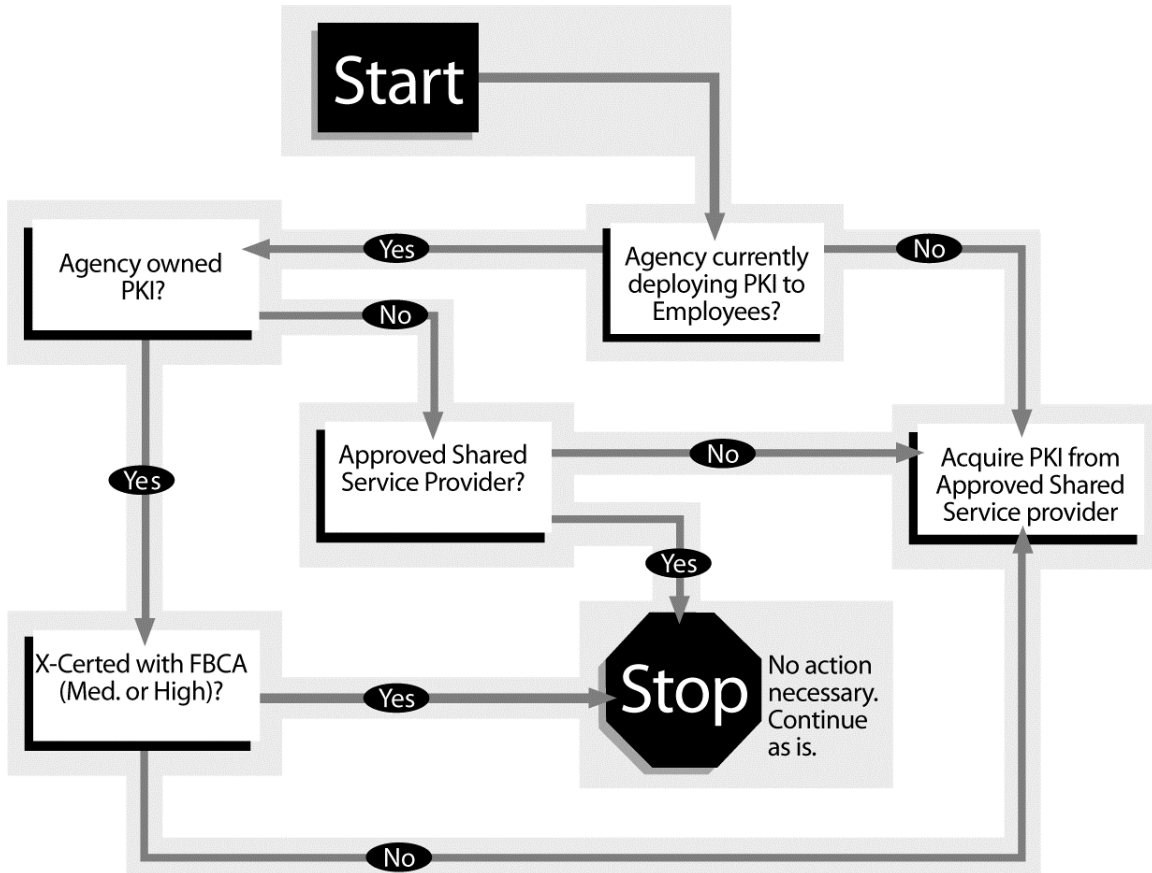 Start
Agency owned
PKI?
Yes
Agency currently
deploying PKI to
Employees?
No
No
Approved Shared
Service Provider?
No
Acquire PKI from
Approved Shared
Service provider
Yes
Yes
X-Certed with FBCA
(Med. or High)?
Yes
Stop
No action
necessary.
Continue
as is.
No